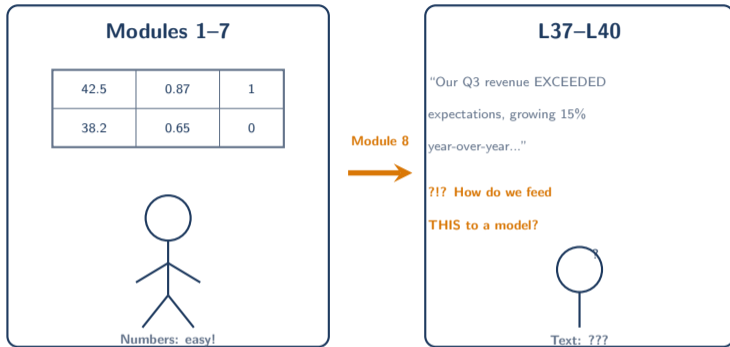 Modules 1–7
42.5 0.87 1
38.2 0.65 0
Numbers: easy!
Module 8
L37–L40
“Our Q3 revenue EXCEEDED
expectations, growing 15%
year-over-year...”
?!? How do we feed
THIS to a model?
?
Text: ???